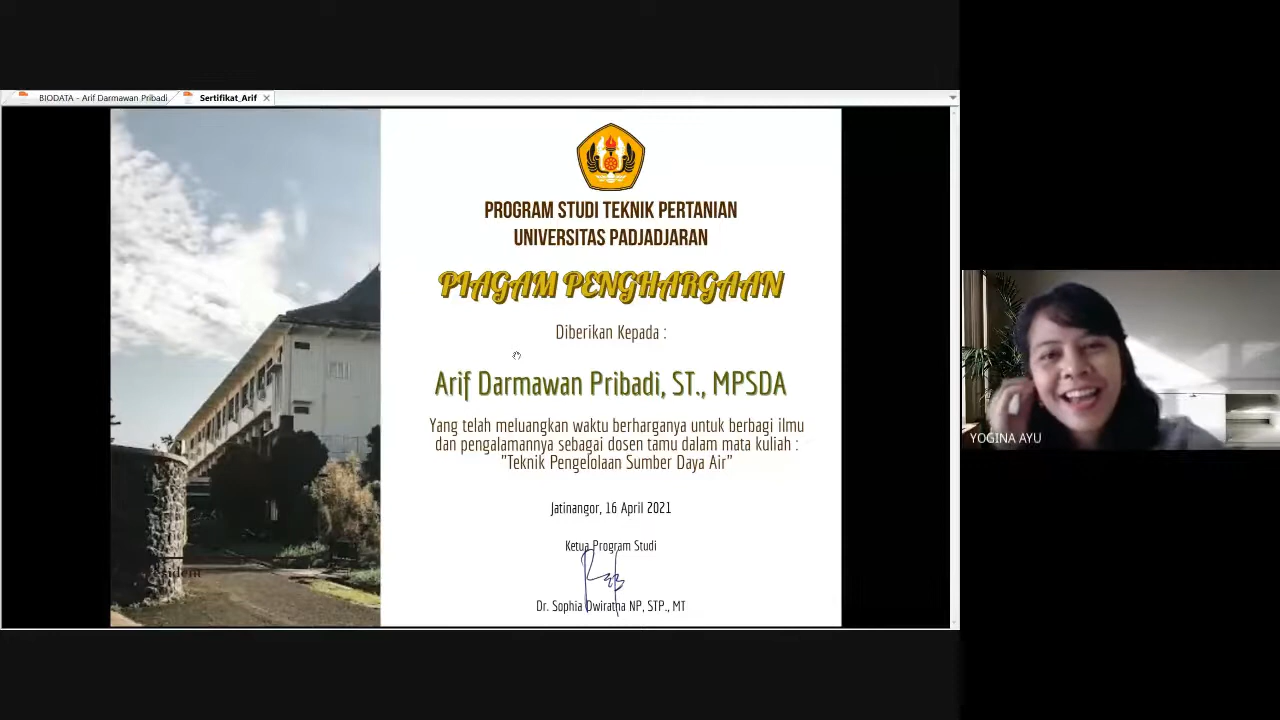 BIODATA - Arif Darmawan Pribadi
Sertifikat_Arif
PROGRAM STUDI TEKNIK PERTANIAN
UNIVERSITAS PADJADJARAN
PIAGAM PENGHARGAAN
Diberikan Kepada :
Arif Darmawan Pribadi, ST., MPSDA
Yang telah meluangkan waktu berharganya untuk berbagi ilmu
dan pengalamannya sebagai dosen tamu dalam mata kuliah :
"Teknik Pengelolaan Sumber Daya Air"
Jatinangor, 16 April 2021
Ketua Program Studi
Dr. Sophia Dwiratna NP, STP., MT
YOGINA AYU